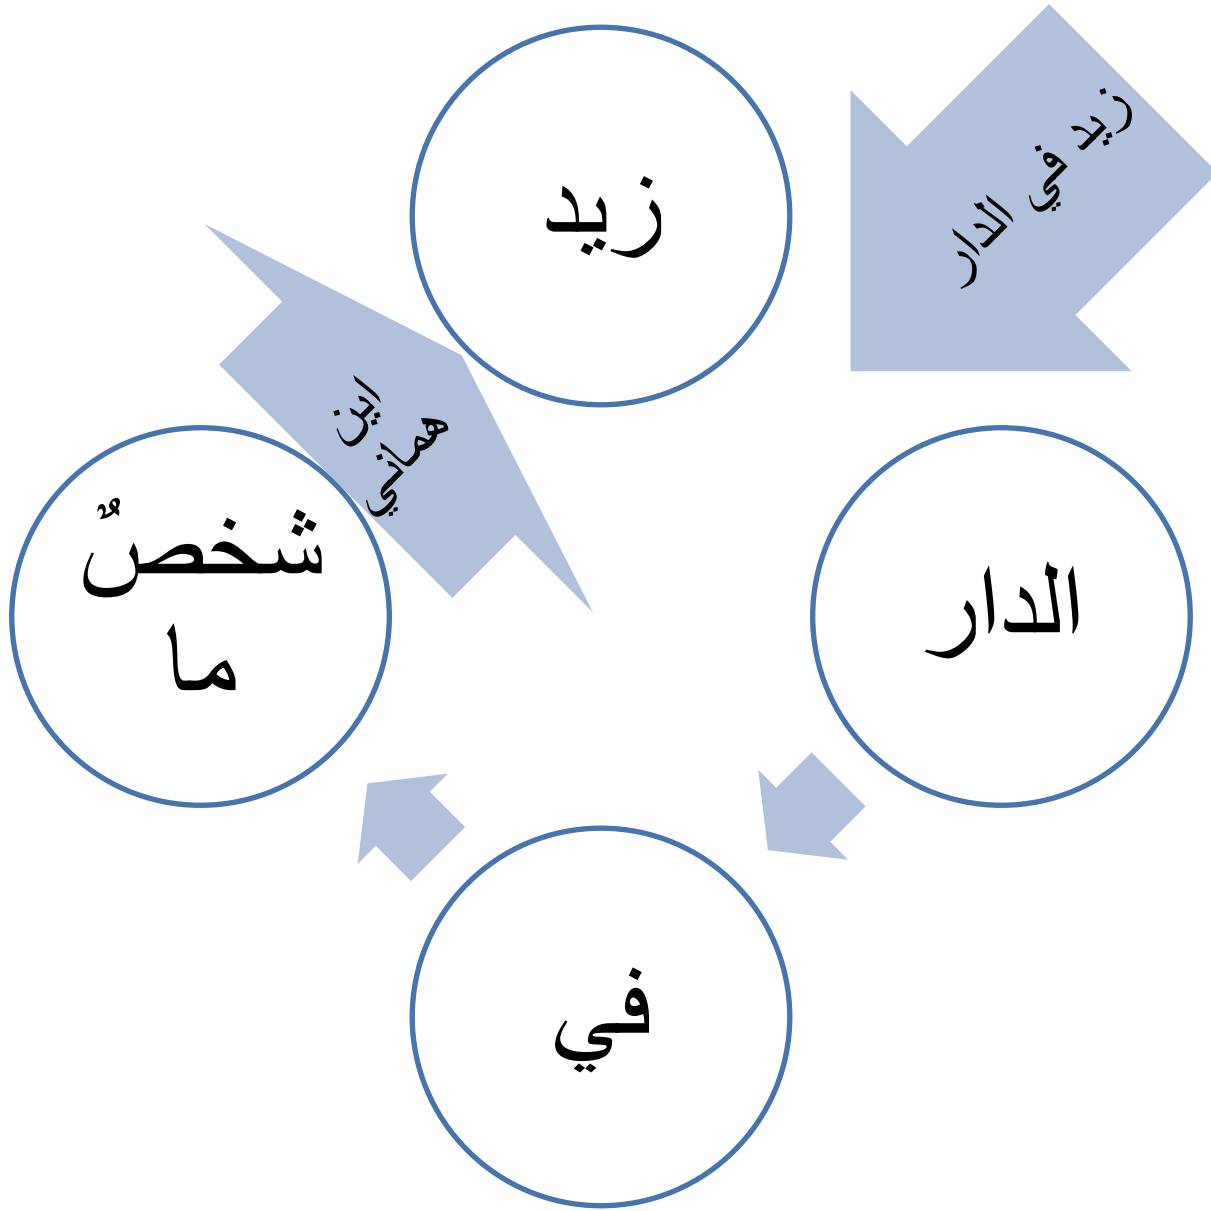 زيد في الدار
زيد
اين
هماني
شخصٌ
ما
الدار
في